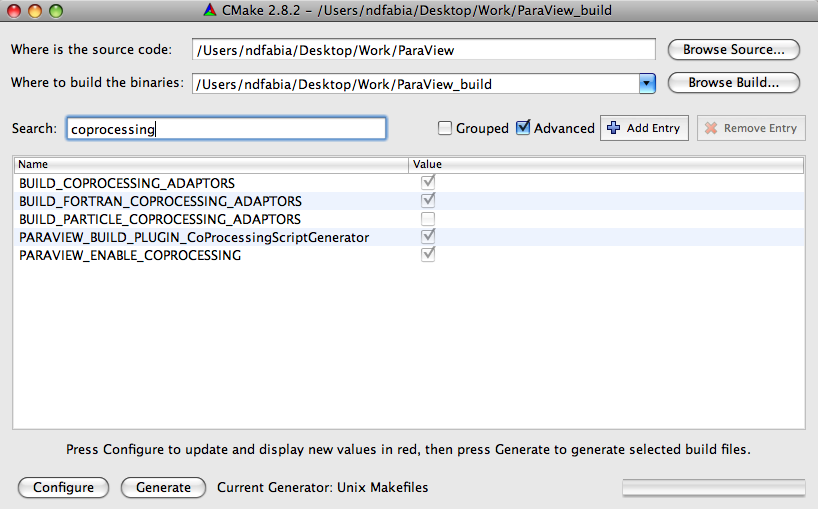 CMake 2.8.2 - /Users/ndfabia/Desktop/Work/ParaView_build
Where is the source code: /Users/ndfabia/Desktop/Work/ParaView Browse Source...
Where to build the binaries: /Users/ndfabia/Desktop/Work/ParaView_build Browse Build...
Search: coprocessing Grouped Advanced Add Entry Remove Entry
Name Value
BUILD_COPROCESSING_ADAPTORS
BUILD_FORTRAN_COPROCESSING_ADAPTORS
BUILD_PARTICLE_COPROCESSING_ADAPTORS
PARAVIEW_BUILD_PLUGIN_CoProcessingScriptGenerator
PARAVIEW_ENABLE_COPROCESSING
Press Configure to update and display new values in red, then press Generate to generate selected build files.
Configure Generate Current Generator: Unix Makefiles